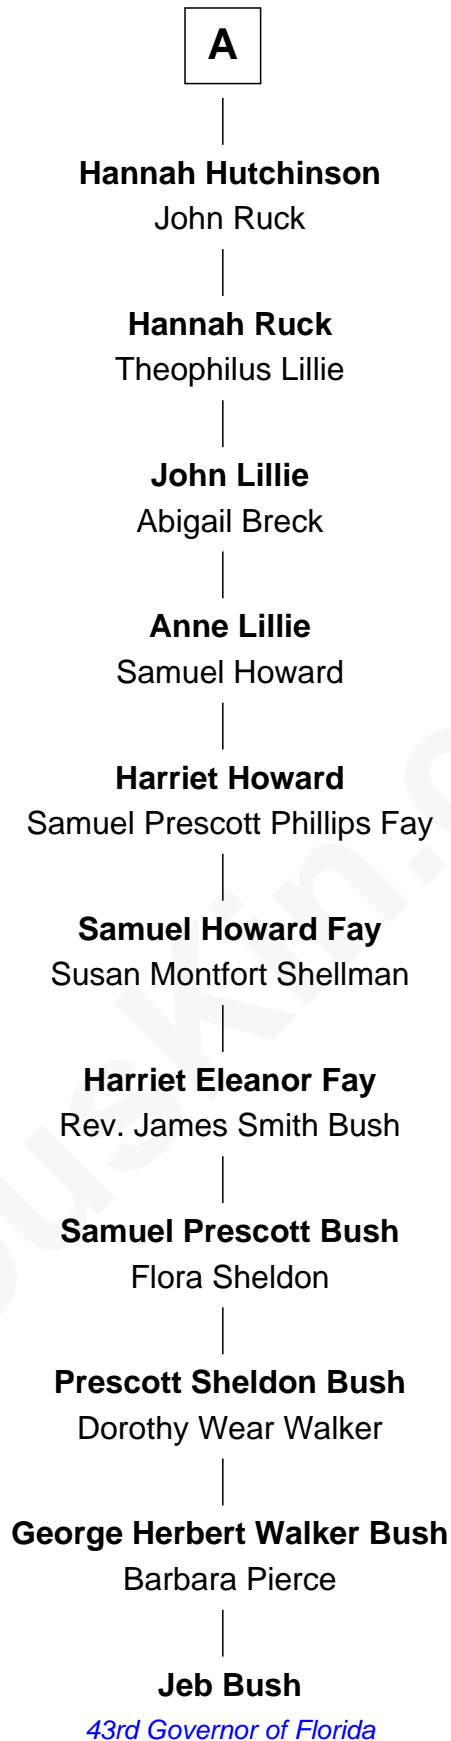 A
Hannah Hutchinson
John Ruck
Hannah Ruck
Theophilus Lillie
John Lillie
Abigail Breck
Anne Lillie
Samuel Howard
Harriet Howard
Samuel Prescott Phillips Fay
Samuel Howard Fay
Susan Montfort Shellman
Harriet Eleanor Fay
Rev. James Smith Bush
Samuel Prescott Bush
Flora Sheldon
Prescott Sheldon Bush
Dorothy Wear Walker
George Herbert Walker Bush
Barbara Pierce
Jeb Bush
43rd Governor of Florida